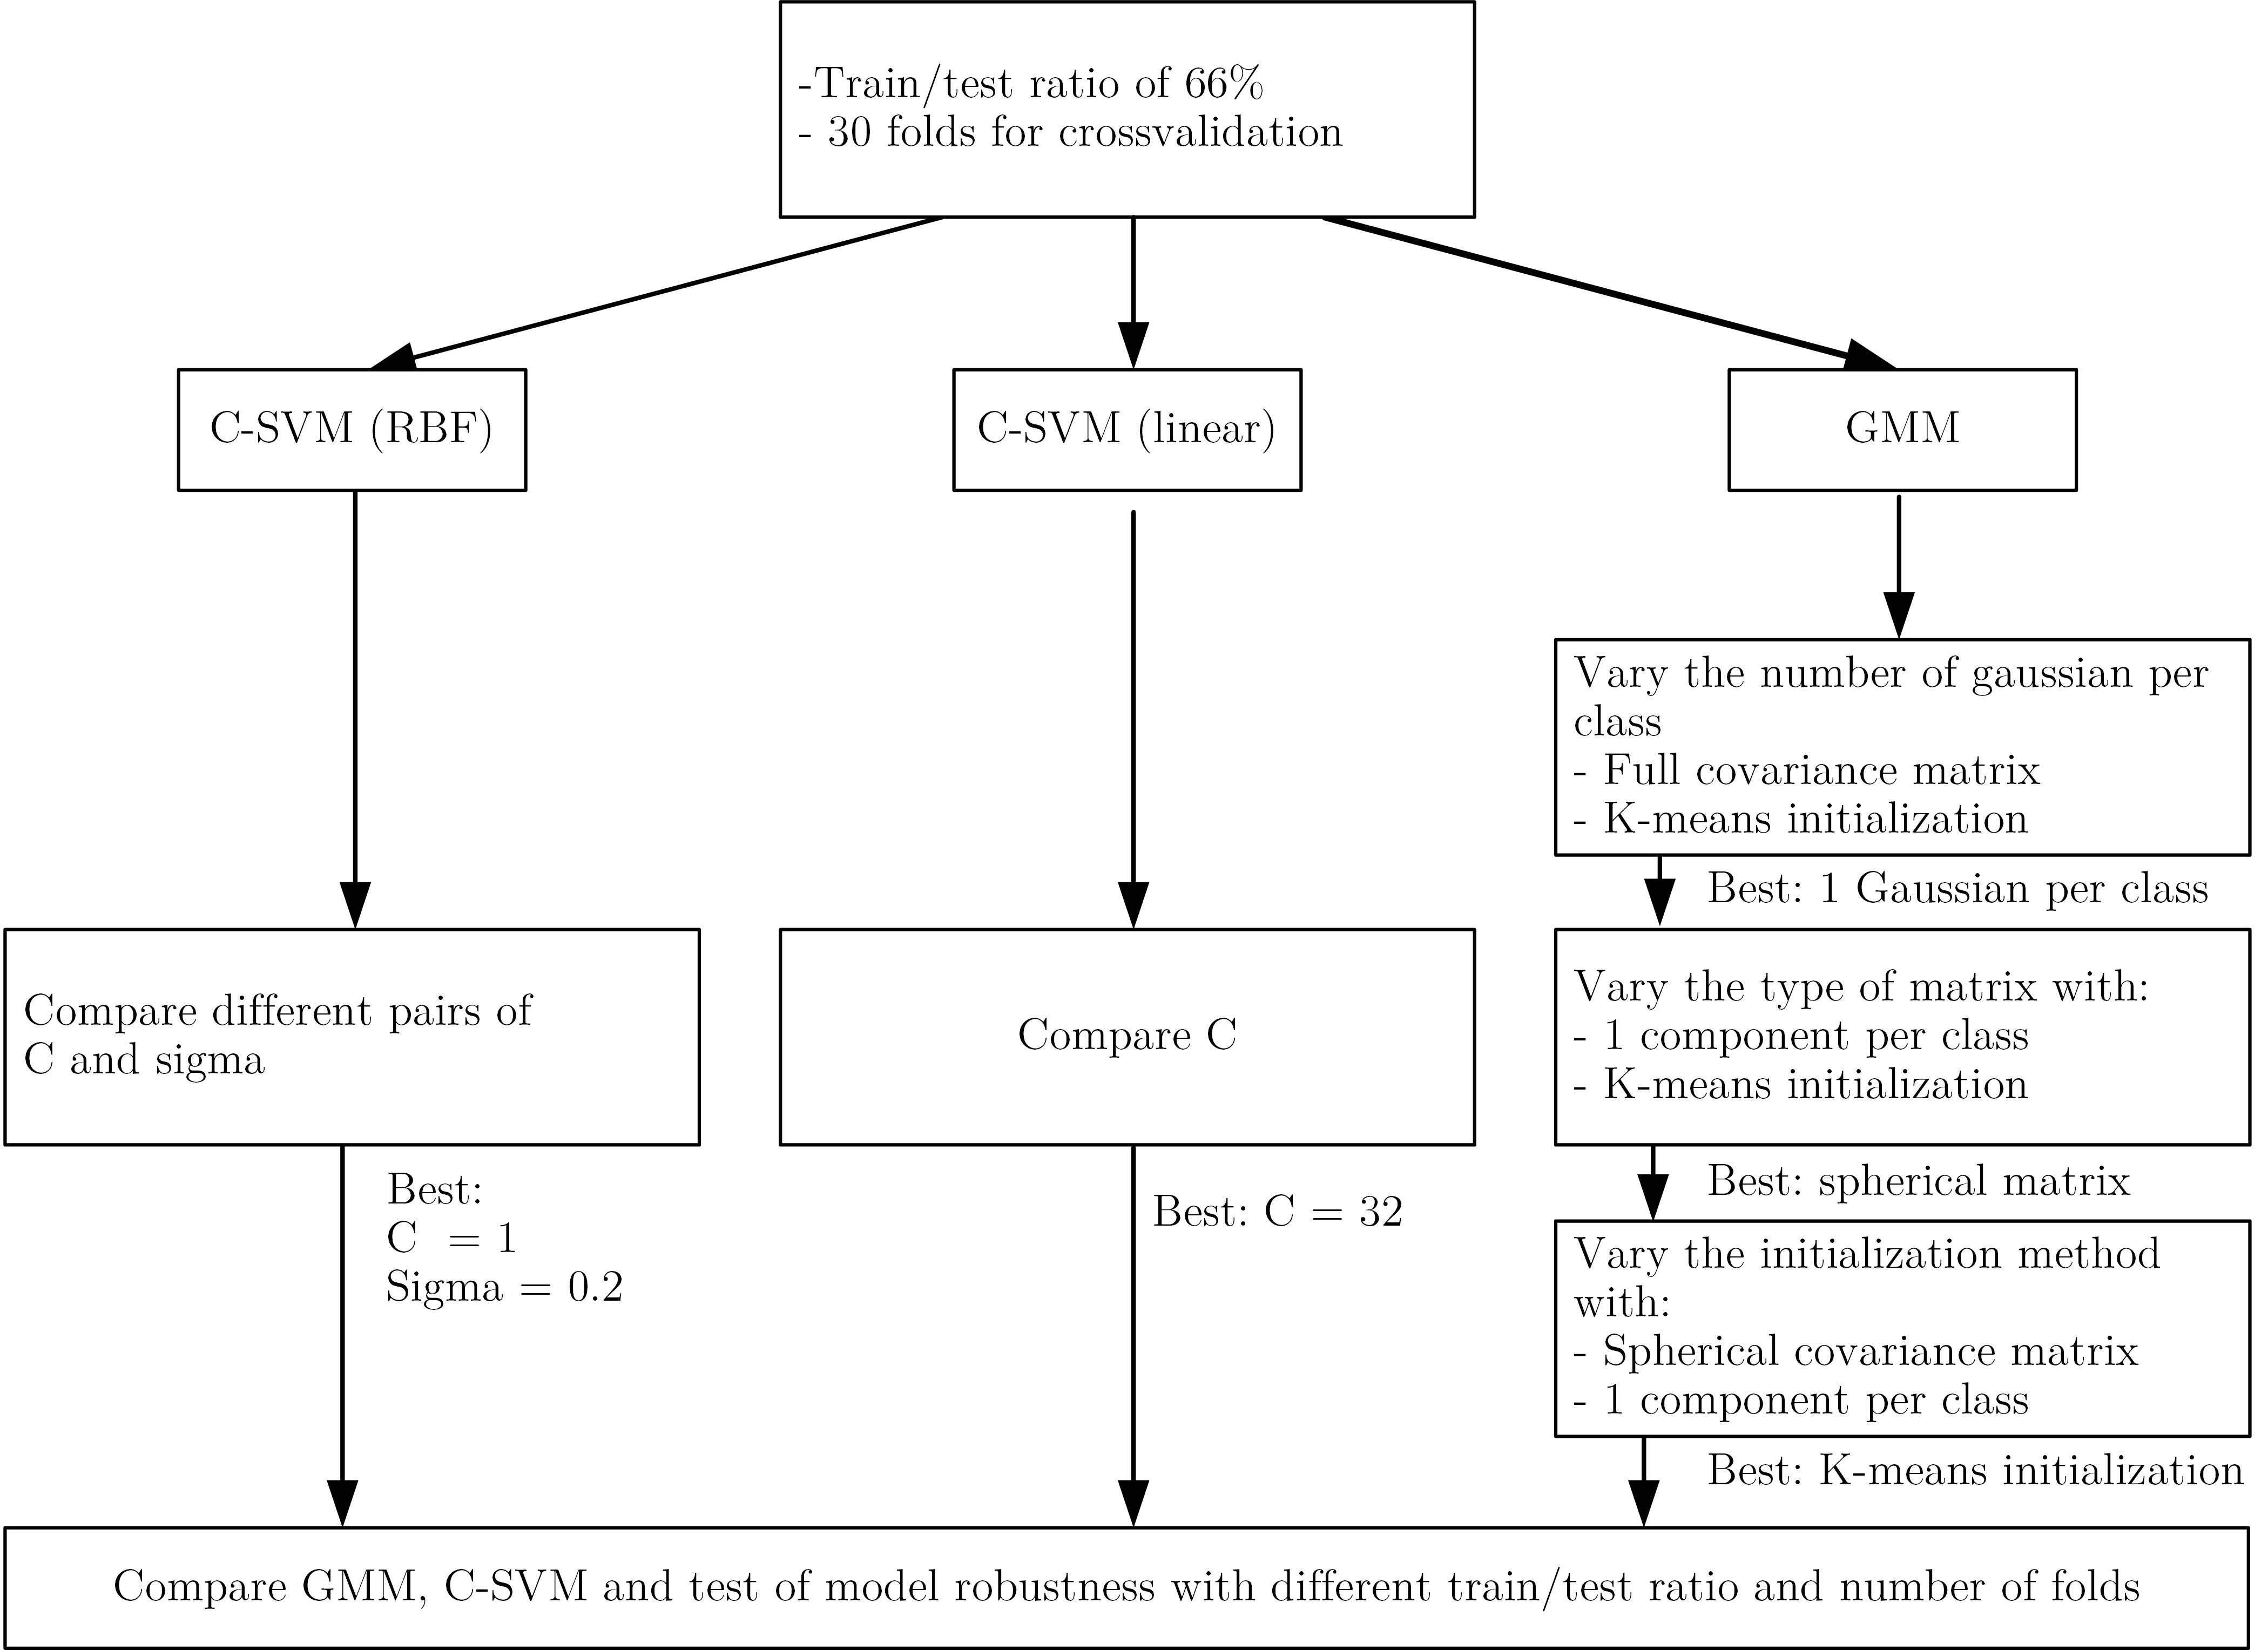 -Train/test ratio of 66%
- 30 folds for crossvalidation
C-SVM (RBF)
C-SVM (linear)
GMM
Vary the number of gaussian per
class
- Full covariance matrix
- K-means initialization
Best: 1 Gaussian per class
Compare different pairs of
C and sigma
Compare C
Vary the type of matrix with:
- 1 component per class
- K-means initialization
Best:
C = 1
Sigma = 0.2
Best: C = 32
Best: spherical matrix
Vary the initialization method
with:
- Spherical covariance matrix
- 1 component per class
Best: K-means initialization
Compare GMM, C-SVM and test of model robustness with different train/test ratio and number of folds